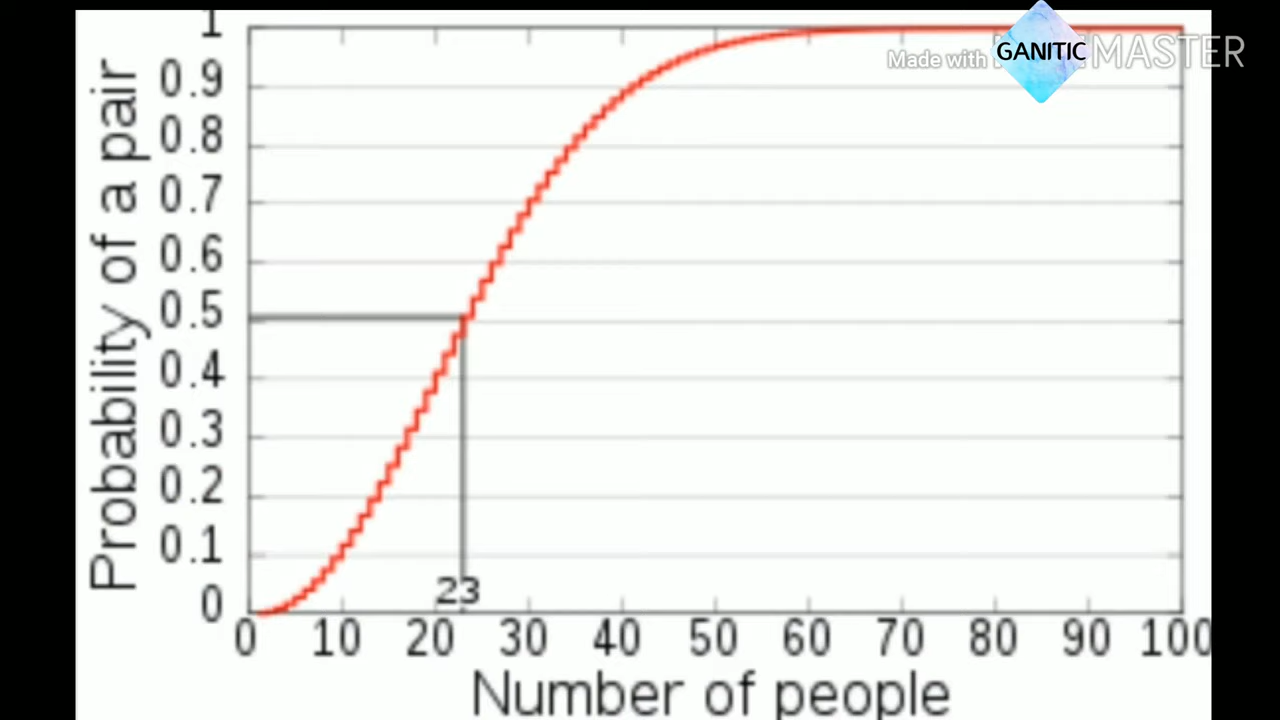 1
0.9
0.8
0.7
0.6
0.5
0.4
0.3
0.2
0.1
0
Probability of a pair
23
0 10 20 30 40 50 60 70 80 90 100
Number of people
Made with MASTER
GANITIC